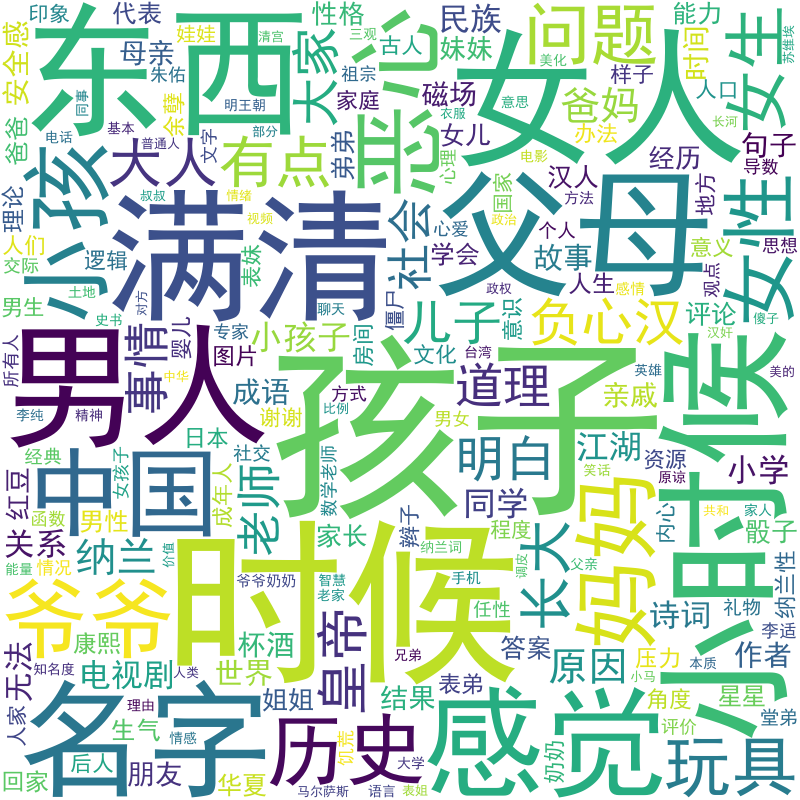 印象
代表
性格
民族
能力
娃娃
清宫
三观
古人
妹妹
时间
苏维埃
安全感
母亲
朱佑
美化
东西
大家
恶心
问题
女人
女生
同事
明王朝
祖宗
样子
爸爸
余孽
家庭
磁场
衣服
意思
爸妈
人口
电话
基本
部分
女儿
办法
长河
理论
大人
普通人
文字
有点
弟弟
心理
电影
经历
句子
导数
小孩
叔叔
情绪
国家
政治
方法
汉人
地方
人们
视频
心爱
个人
意义
思想
交际
逻辑
表妹
满清
社会
学会
故事
父母
女性
男生
土地
对方
政权
人生
感情
观点
史书
聊天
僵尸
儿子
意识
负心汉
评论
傻子
所有人
专家
婴儿
小孩子
房间
汉奸
男人
事情
图片
文化
台湾
英雄
美的
中华
成语
方式
道理
亲戚
李纯
精神
比例
孩子
时候
日本
谢谢
男女
笑话
江湖
资源
小学
经典
社交
明白
原谅
中国
女孩子
数学老师
红豆
老师
同学
内心
骰子
函数
男性
成年人
共和
家人
关系
纳兰
家长
辫子
纳兰词
程度
长大
妈妈
小时候
能量
情况
价值
调皮
父亲
纳兰性
爷爷
爷爷奶奶
智慧
手机
老家
任性
诗词
礼物
李适
康熙
杯酒
皇帝
兄弟
答案
作者
无法
知名度
电视剧
人类
世界
原因
压力
本质
小马
人家
名字
理由
姐姐
结果
表弟
角度
星星
堂弟
生气
情感
历史
感觉
评价
后人
饥荒
奶奶
玩具
回家
朋友
华夏
马尔萨斯
大学
语言
表姐